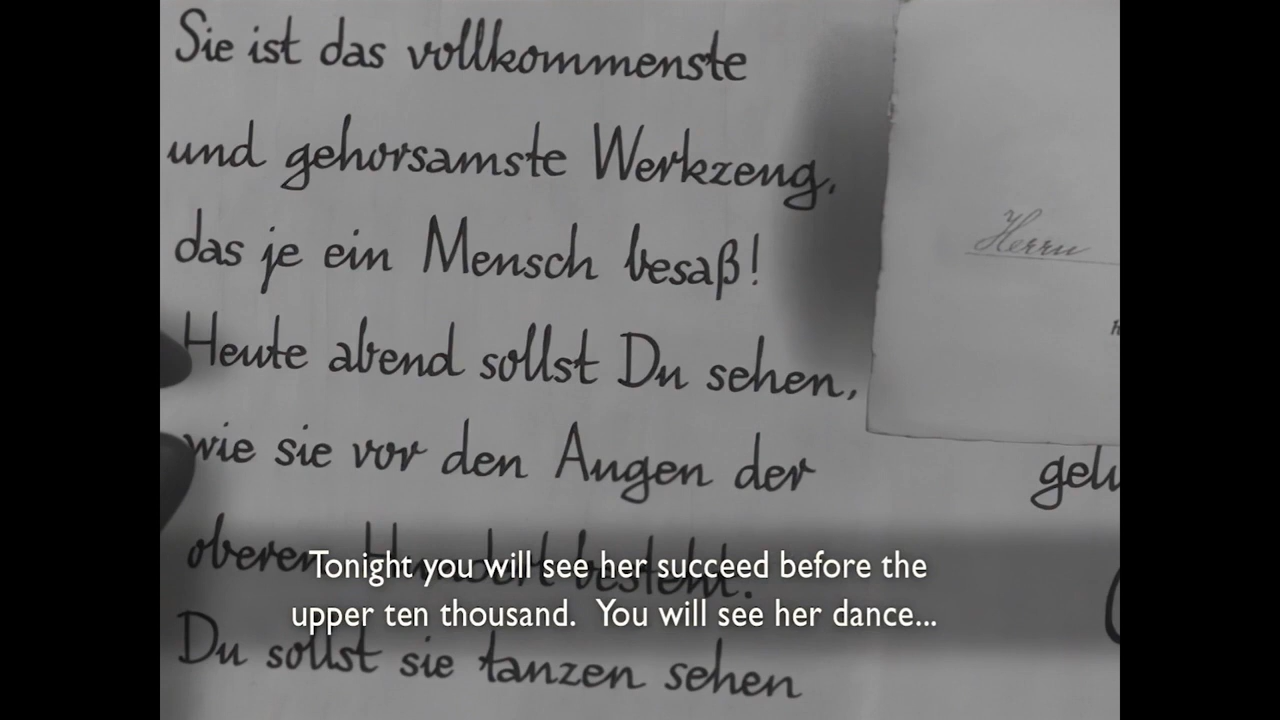 Sie ist das vollkommenste
und gehorsamste Werkzeug,
das je ein Mensch besaß!
Heute abend sollst Du sehen,
wie sie vor den Augen der
oberen Hundert besteht.
Du sollst sie tanzen sehen
Herrn
Tonight you will see her succeed before the
upper ten thousand. You will see her dance...